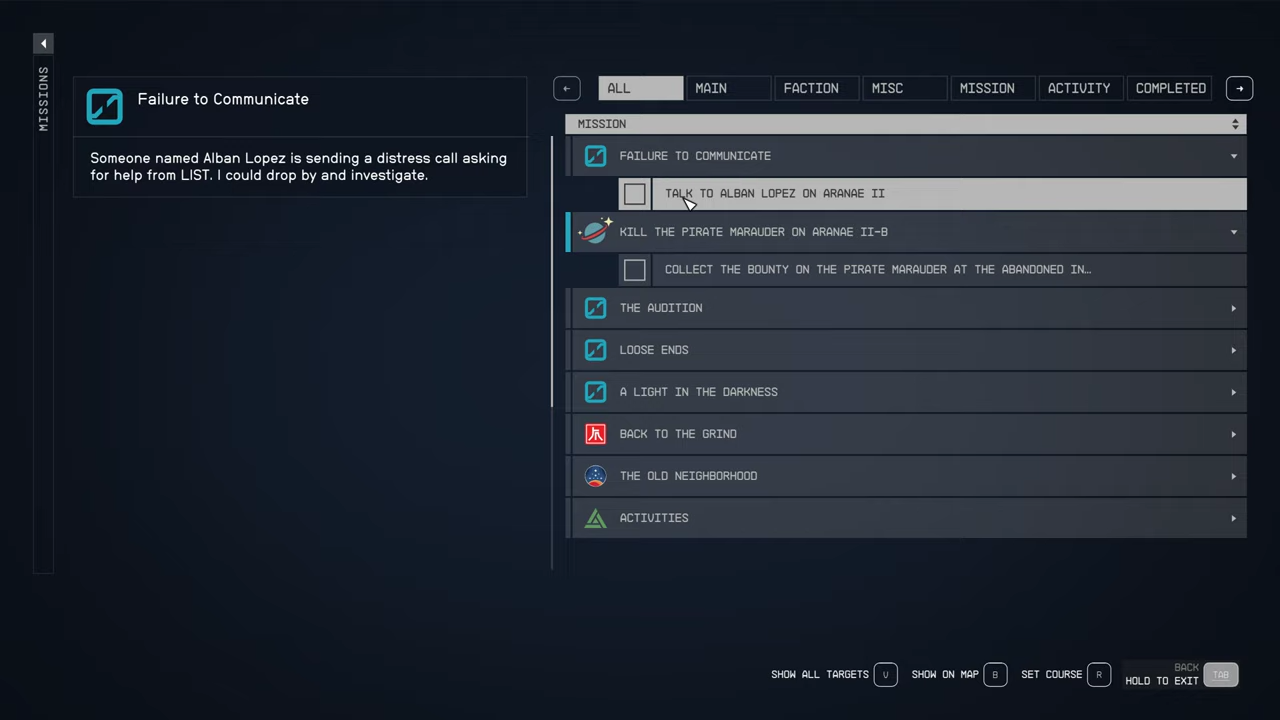 MISSIONS
Failure to Communicate
Someone named Alban Lopez is sending a distress call asking
for help from LIST. I could drop by and investigate.
ALL MAIN FACTION MISC MISSION ACTIVITY COMPLETED
MISSION
FAILURE TO COMMUNICATE
TALK TO ALBAN LOPEZ ON ARANAE II
KILL THE PIRATE MARAUDER ON ARANAE II-B
COLLECT THE BOUNTY ON THE PIRATE MARAUDER AT THE ABANDONED IN…
THE AUDITION
LOOSE ENDS
A LIGHT IN THE DARKNESS
BACK TO THE GRIND
THE OLD NEIGHBORHOOD
ACTIVITIES
SHOW ALL TARGETS V SHOW ON MAP B SET COURSE R BACK
HOLD TO EXIT TAB